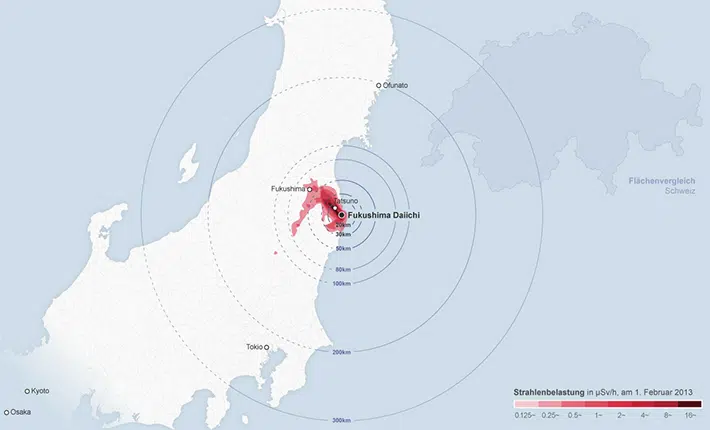 Ofunato
Flächenvergleich
Schweiz
Fukushima
Tatsuno
Fukushima Daiichi
20km
30km
50km
80km
100km
Tokio
200km
Kyoto
Osaka
300km
Strahlenbelastung in µSv/h, am 1. Februar 2013
0.125~ 0.25~ 0.5~ 1~ 2~ 4~ 8~ 16~